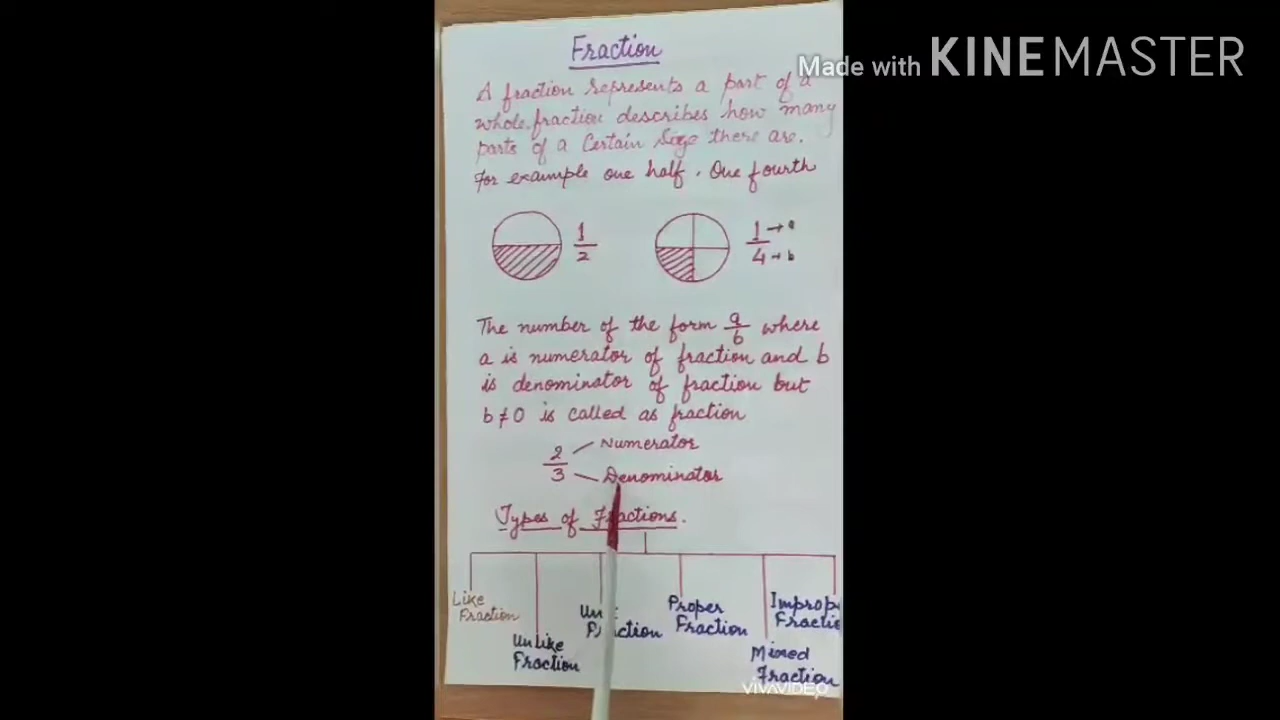 Fraction
Made with KINEMASTER
A fraction represents a part of a
whole. fraction describes how many
parts of a Certain Size there are.
For example one half. One fourth
1
2
1 → a
4 → b
The number of the form a/b where
a is numerator of fraction and b
is denominator of fraction but
b ≠ 0 is called as fraction
2 Numerator
3 Denominator
Types of Fractions.
Like
Fraction
Unlike
Fraction
Proper
Fraction
Mixed
Fraction
VIVAVIDEO